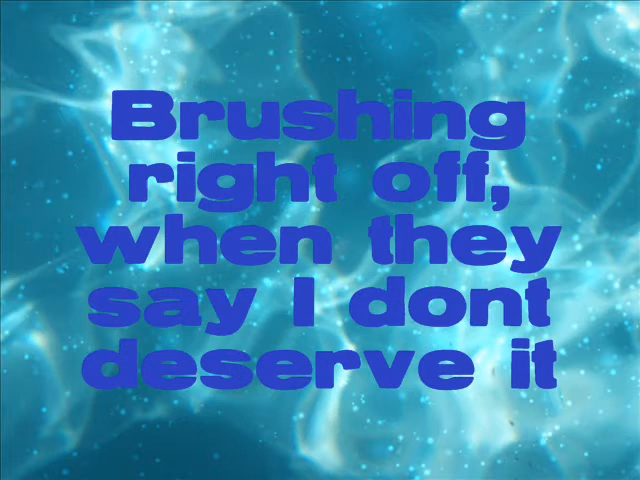 Brushing
right off,
when they
say I dont
deserve it